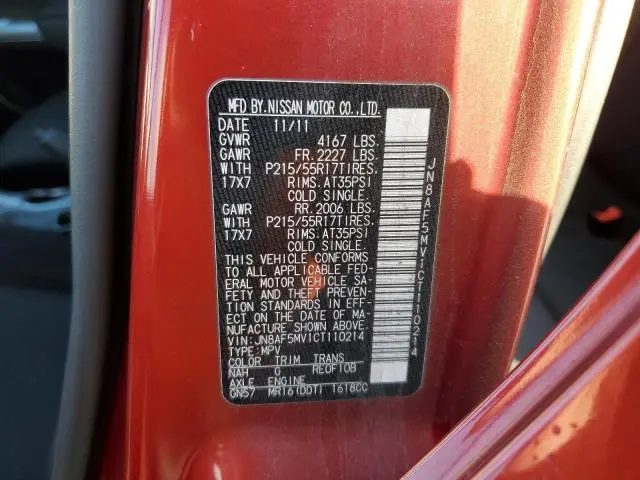 MFD BY.NISSAN MOTOR CO.,LTD.
DATE 11/11
GVWR 4167 LBS.
GAWR FR.2227 LBS.
WITH P215/55R17TIRES.
17X7 RIMS.AT35PSI
COLD SINGLE.
GAWR RR.2006 LBS.
WITH P215/55R17TIRES.
17X7 RIMS.AT35PSI
COLD SINGLE.
THIS VEHICLE CONFORMS
TO ALL APPLICABLE FED-
ERAL MOTOR VEHICLE SA-
FETY AND THEFT PREVEN-
TION STANDARDS IN EFF-
ECT ON THE DATE OF MA-
NUFACTURE SHOWN ABOVE.
VIN:JN8AF5MV1CT110214
TYPE:MPV
COLOR TRIM TRANS
NAH G RE0F10B
AXLE ENGINE
GN57 MR16(DDT) 1618CC
JN8AF5MV1CT110214